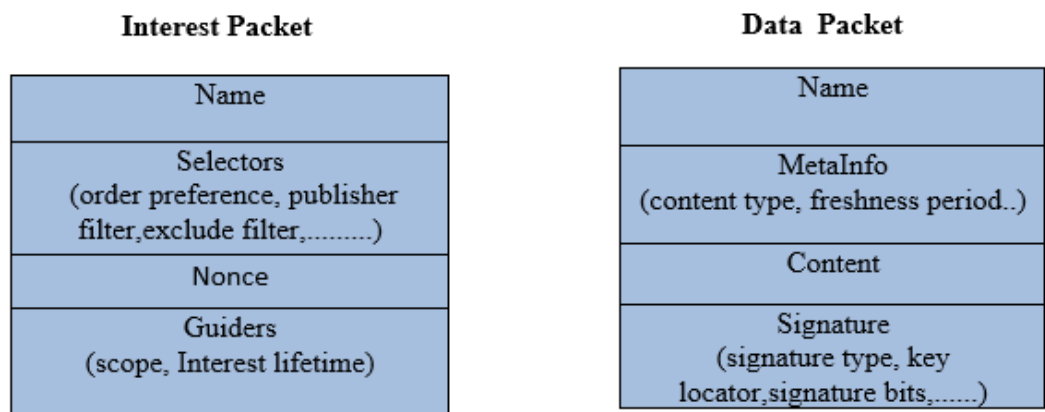 Interest Packet
Name
Selectors
(order preference, publisher
filter,exclude filter,.........)
Nonce
Guiders
(scope, Interest lifetime)
Data  Packet
Name
MetaInfo
(content type, freshness period..)
Content
Signature
(signature type, key
locator,signature bits,......)